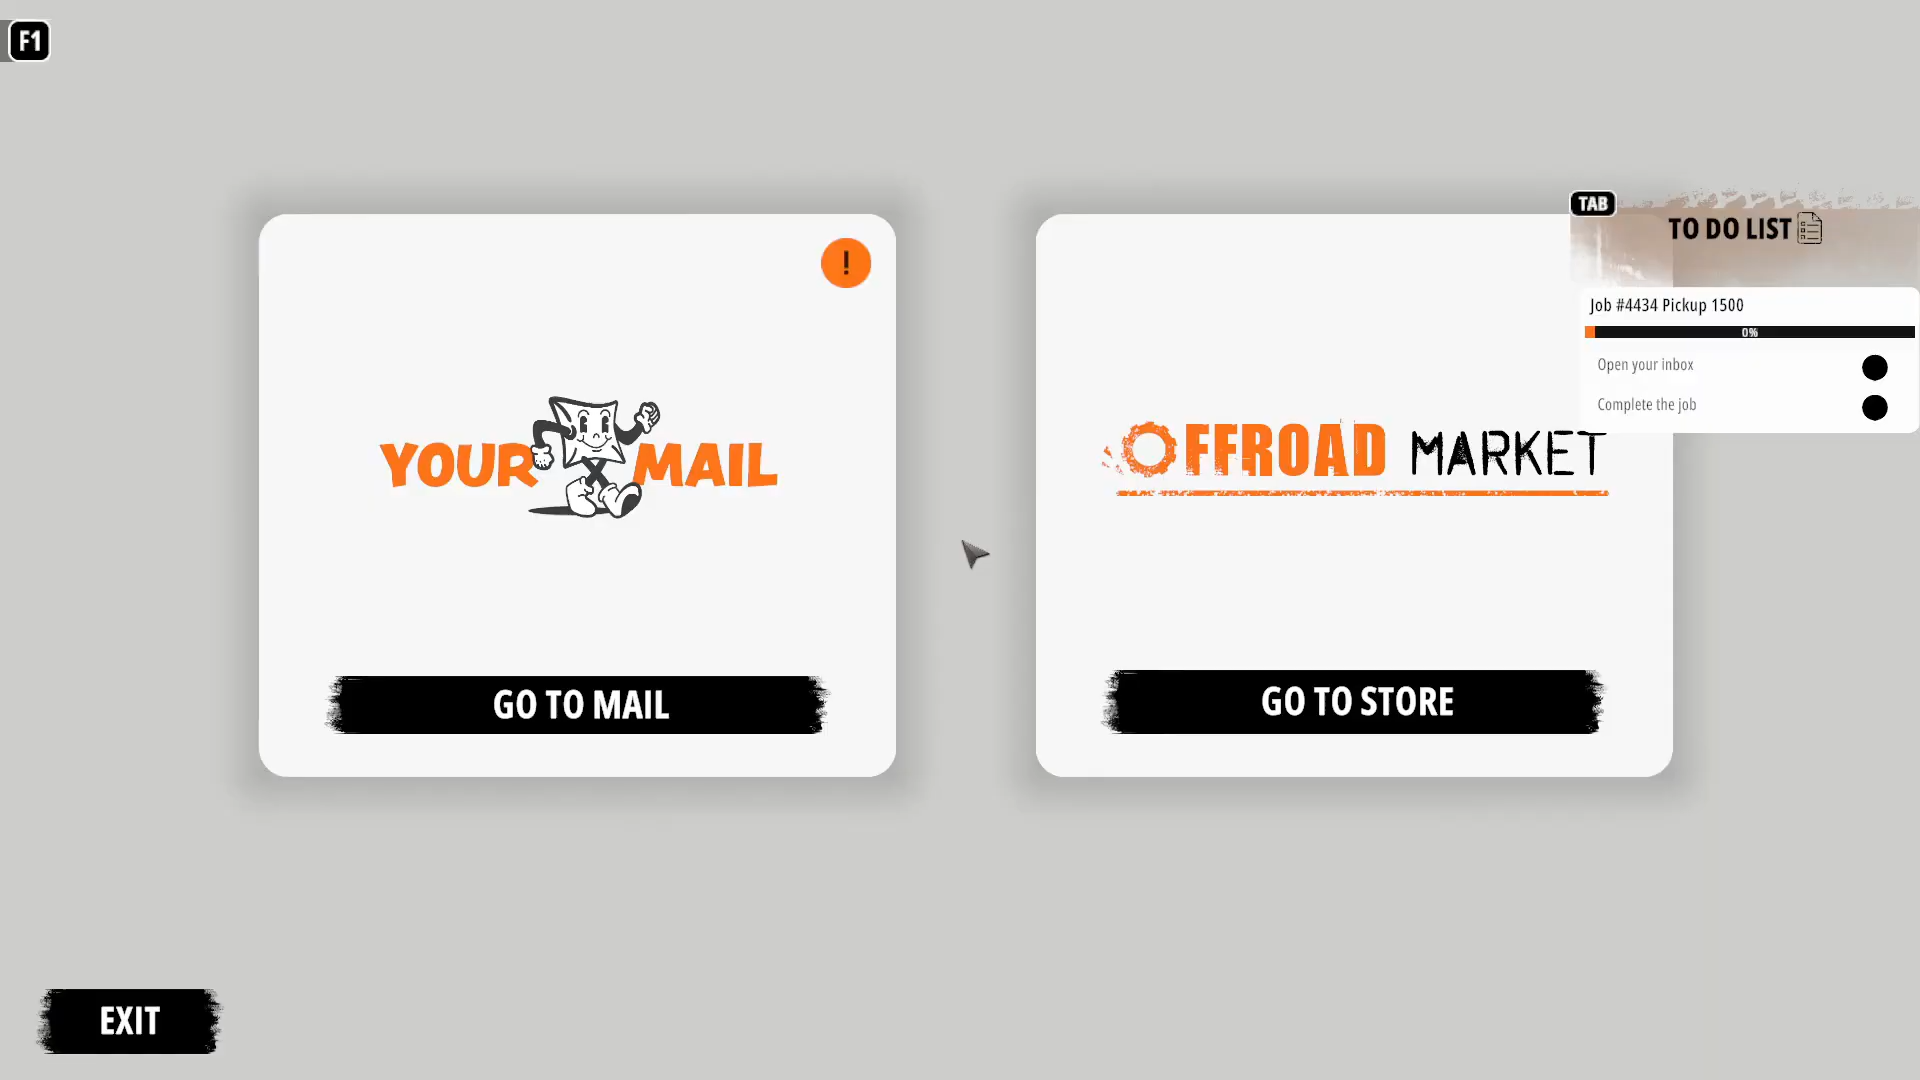 F1
TAB
TO DO LIST
Job #4434 Pickup 1500
0%
Open your inbox
Complete the job
!
YOUR MAIL
OFFROAD MARKET
GO TO MAIL
GO TO STORE
EXIT